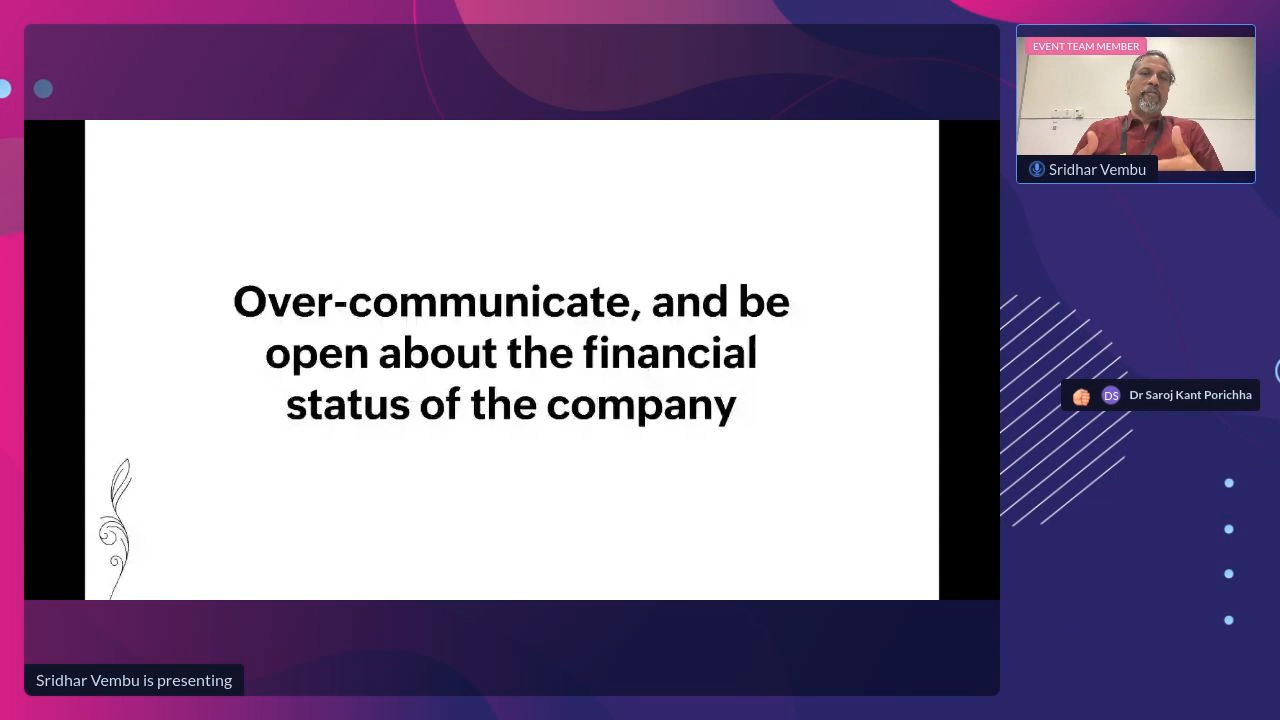 EVENT TEAM MEMBER
Sridhar Vembu
Over-communicate, and be
open about the financial
status of the company
DS Dr Saroj Kant Porichha
Sridhar Vembu is presenting